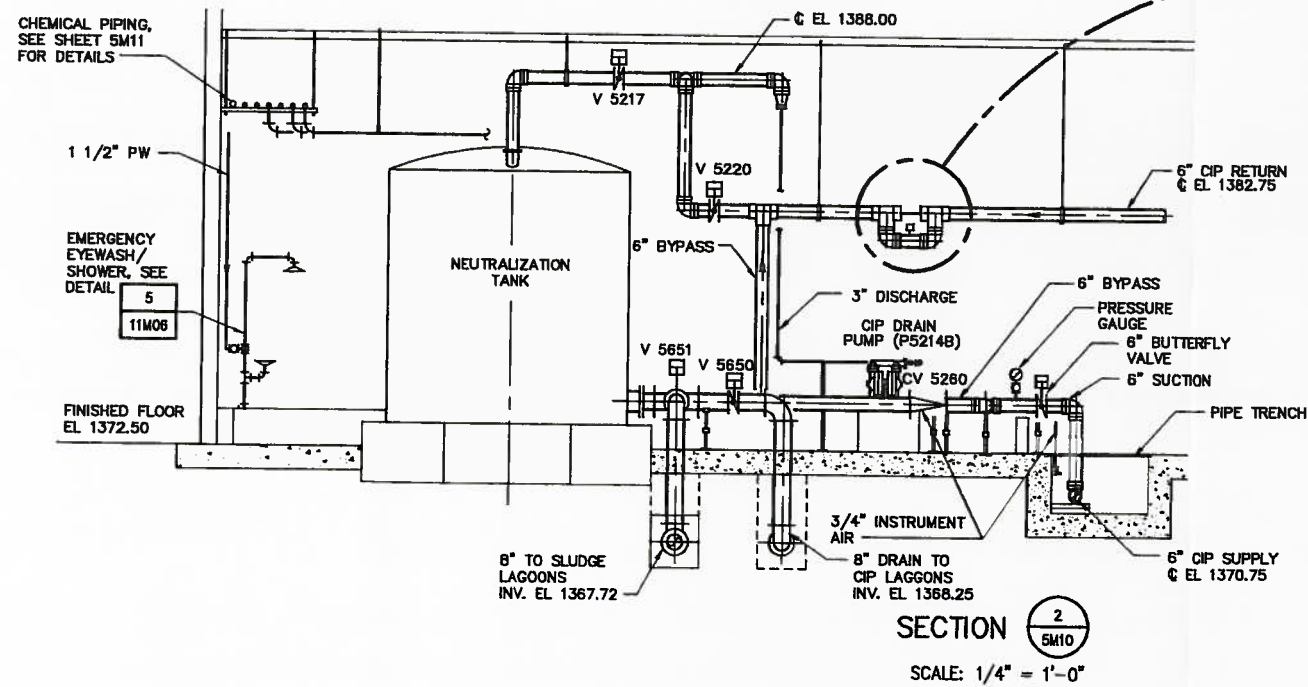 CHEMICAL PIPING,
SEE SHEET 5M11
FOR DETAILS
℄ EL 1388.00
V 5217
1 1/2" PW
V 5220
6" CIP RETURN
℄ EL 1382.75
EMERGENCY
EYEWASH/
SHOWER, SEE
DETAIL
5
11M06
NEUTRALIZATION
TANK
6" BYPASS
3" DISCHARGE
CIP DRAIN
PUMP (P5214B)
6" BYPASS
PRESSURE
GAUGE
6" BUTTERFLY
VALVE
6" SUCTION
V 5651
V 5650
CV 5260
FINISHED FLOOR
EL 1372.50
PIPE TRENCH
3/4" INSTRUMENT
AIR
8" TO SLUDGE
LAGOONS
INV. EL 1367.72
8" DRAIN TO
CIP LAGGONS
INV. EL 1368.25
6" CIP SUPPLY
℄ EL 1370.75
SECTION
2
5M10
SCALE: 1/4" = 1'-0"